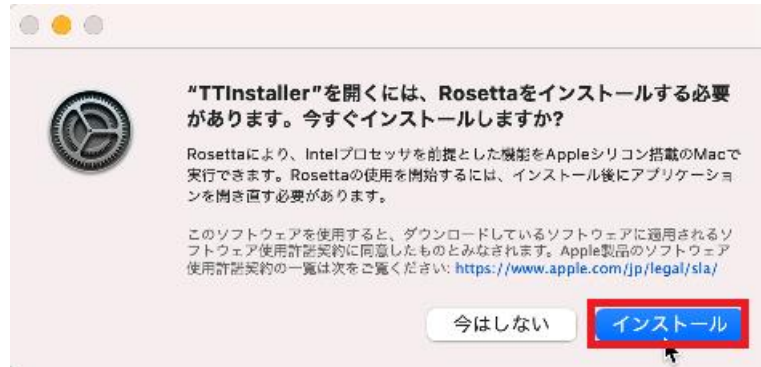 “TTInstaller”を開くには、Rosettaをインストールする必要
があります。今すぐインストールしますか?
Rosettaにより、Intelプロセッサを前提とした機能をAppleシリコン搭載のMacで
実行できます。Rosettaの使用を開始するには、インストール後にアプリケーショ
ンを開き直す必要があります。
このソフトウェアを使用すると、ダウンロードしているソフトウェアに適用されるソ
フトウェア使用許諾契約に同意したものとみなされます。Apple製品のソフトウェア
使用許諾契約の一覧は次をご覧ください: https://www.apple.com/jp/legal/sla/
今はしない
インストール